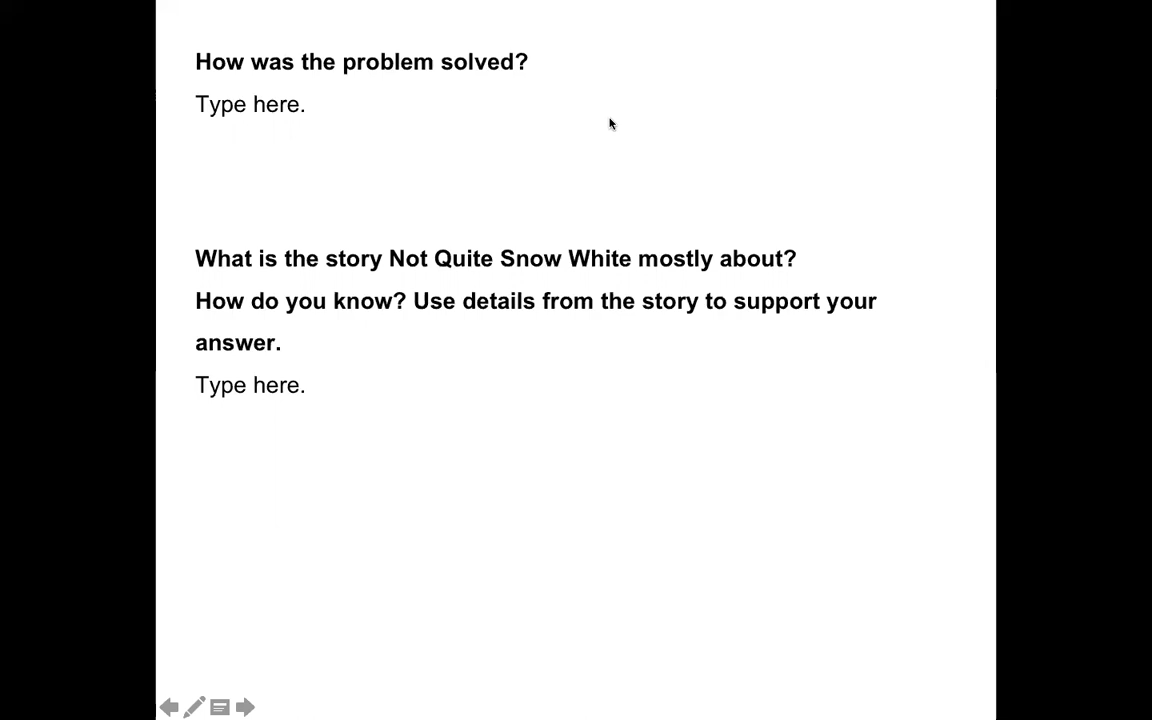 How was the problem solved?
Type here.
What is the story Not Quite Snow White mostly about?
How do you know? Use details from the story to support your
answer.
Type here.